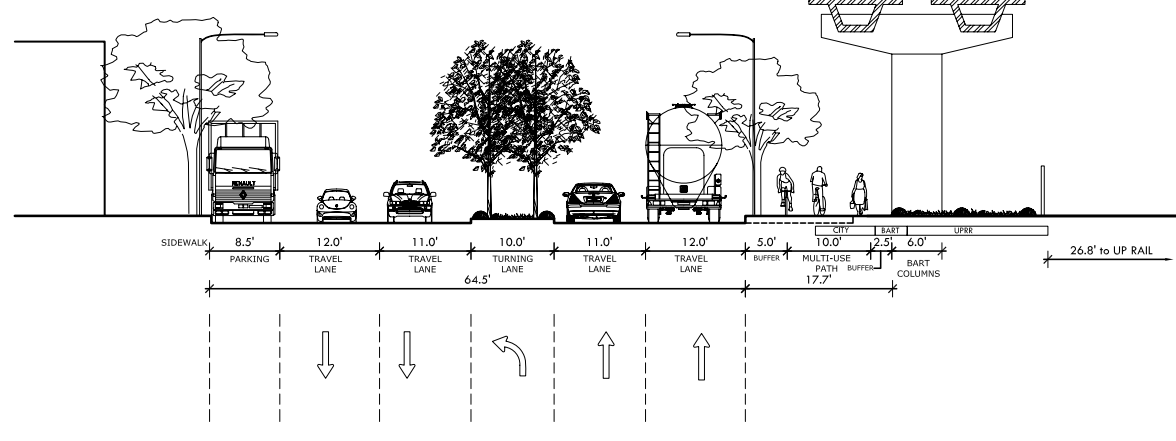 RENAULT
CITY BART UPRR
SIDEWALK 8.5' 12.0' 11.0' 10.0' 11.0' 12.0' 5.0' 10.0' 2.5' 6.0'
26.8' to UP RAIL
PARKING
TRAVEL
LANE
TRAVEL
LANE
TURNING
LANE
TRAVEL
LANE
TRAVEL
LANE
BUFFER
MULTI-USE
PATH
BUFFER
BART
COLUMNS
64.5' 17.7'